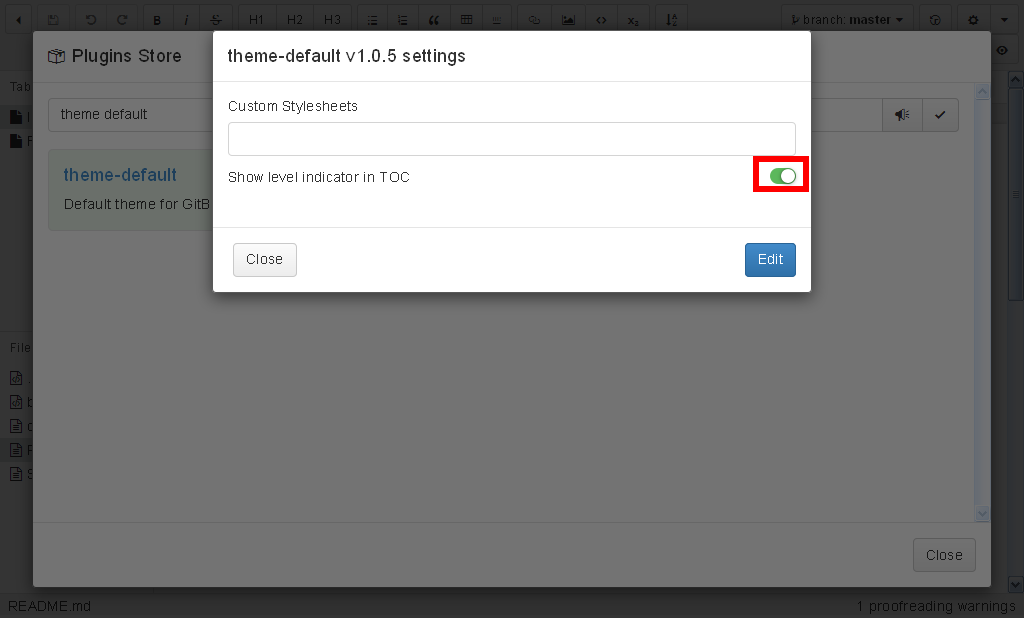 B i S H1 H2 H3 branch: master
Plugins Store
theme-default v1.0.5 settings
Tab
Custom Stylesheets
theme default
theme-default
Show level indicator in TOC
Default theme for GitB
Close
Edit
File
Close
README.md
1 proofreading warnings